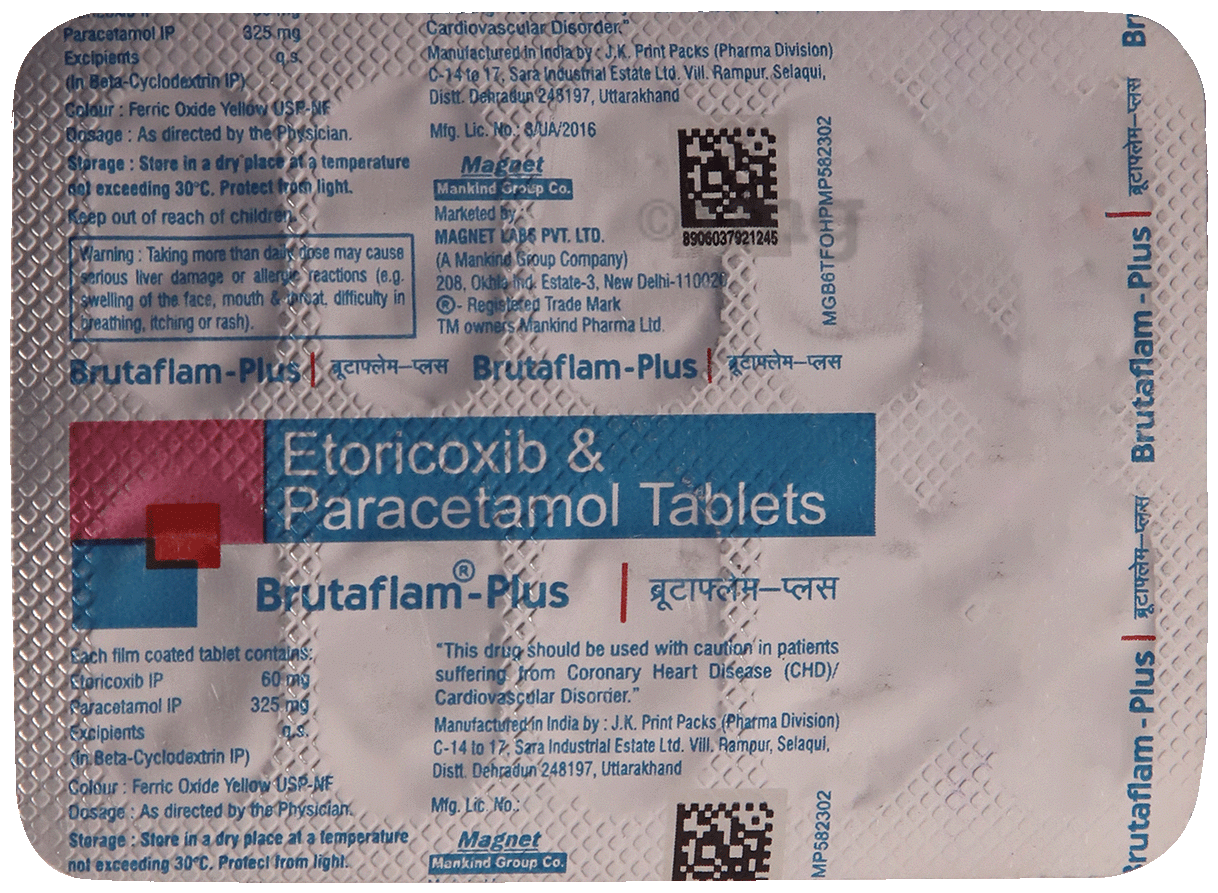 Paracetamol IP 325 mg
Excipients q.s.
(In Beta-Cyclodextrin IP)
Colour : Ferric Oxide Yellow USP-NF
Dosage : As directed by the Physician.
Storage : Store in a dry place at a temperature
not exceeding 30°C. Protect from light.
Keep out of reach of children.
Warning : Taking more than daily dose may cause
serious liver damage or allergic reactions (e.g.
swelling of the face, mouth & throat, difficulty in
breathing, itching or rash).
Cardiovascular Disorder."
Manufactured in India by : J.K. Print Packs (Pharma Division)
C-14 to 17, Sara Industrial Estate Ltd. Vill. Rampur, Selaqui,
Distt. Dehradun 248197, Uttarakhand
Mfg. Lic. No.: 8/UA/2016
Magnet
Mankind Group Co.
Marketed by :
MAGNET LABS PVT. LTD.
(A Mankind Group Company)
208, Okhla Ind. Estate-3, New Delhi-110020
®- Registered Trade Mark
TM owners Mankind Pharma Ltd.
8906037921245
MGB6TFOHPMP582302
Brutaflam-Plus | ब्रूटाफ्लेम–प्लस Brutaflam-Plus | ब्रूटाफ्लेम–प्लस
Etoricoxib &
Paracetamol Tablets
Brutaflam®-Plus | ब्रूटाफ्लेम–प्लस
Each film coated tablet contains:
Etoricoxib IP 60 mg
Paracetamol IP 325 mg
Excipients q.s.
(In Beta-Cyclodextrin IP)
Colour : Ferric Oxide Yellow USP-NF
Dosage : As directed by the Physician.
Storage : Store in a dry place at a temperature
not exceeding 30°C. Protect from light.
"This drug should be used with caution in patients
suffering from Coronary Heart Disease (CHD)/
Cardiovascular Disorder."
Manufactured in India by : J.K. Print Packs (Pharma Division)
C-14 to 17, Sara Industrial Estate Ltd. Vill. Rampur, Selaqui,
Distt. Dehradun 248197, Uttarakhand
Mfg. Lic. No.:
Magnet
Mankind Group Co.
MP582302
Brutaflam-Plus | ब्रूटाफ्लेम–प्लस Brutaflam-Plus | ब्रूटाफ्लेम–प्लस Br